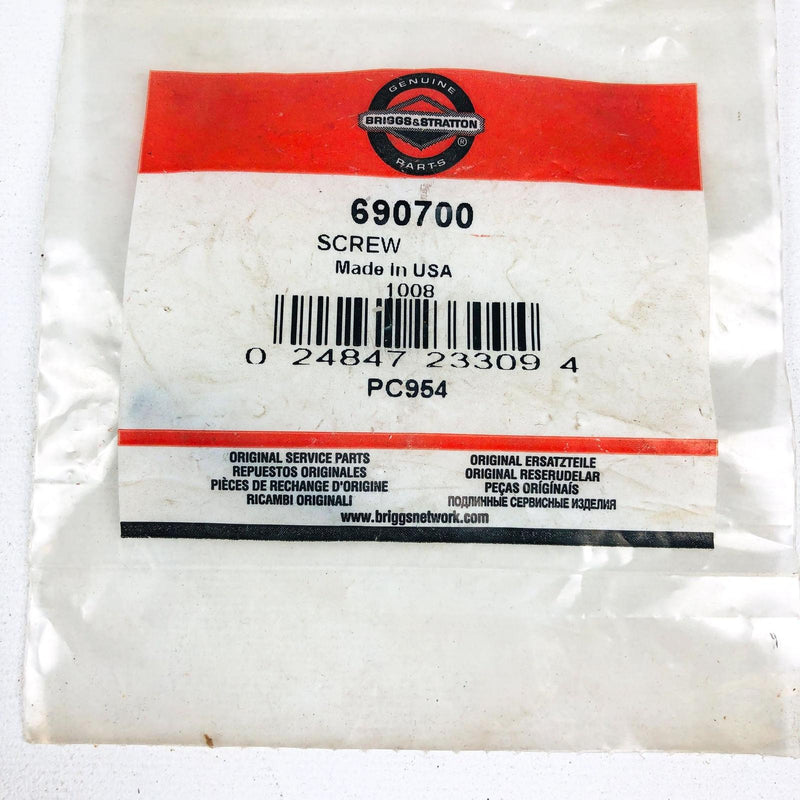 GENUINE
BRIGGS&STRATTON
®
PARTS
690700
SCREW
Made in USA
1008
0 24847 23309 4
PC954
ORIGINAL SERVICE PARTS
REPUESTOS ORIGINALES
PIÈCES DE RECHANGE D'ORIGINE
RICAMBI ORIGINALI
ORIGINAL ERSATZTEILE
ORIGINAL RESERUDELAR
PEÇAS ORÍGÍNAIS
ПОДЛИННЫЕ СЕРВИСНЫЕ ИЗДЕЛИЯ
www.briggsnetwork.com